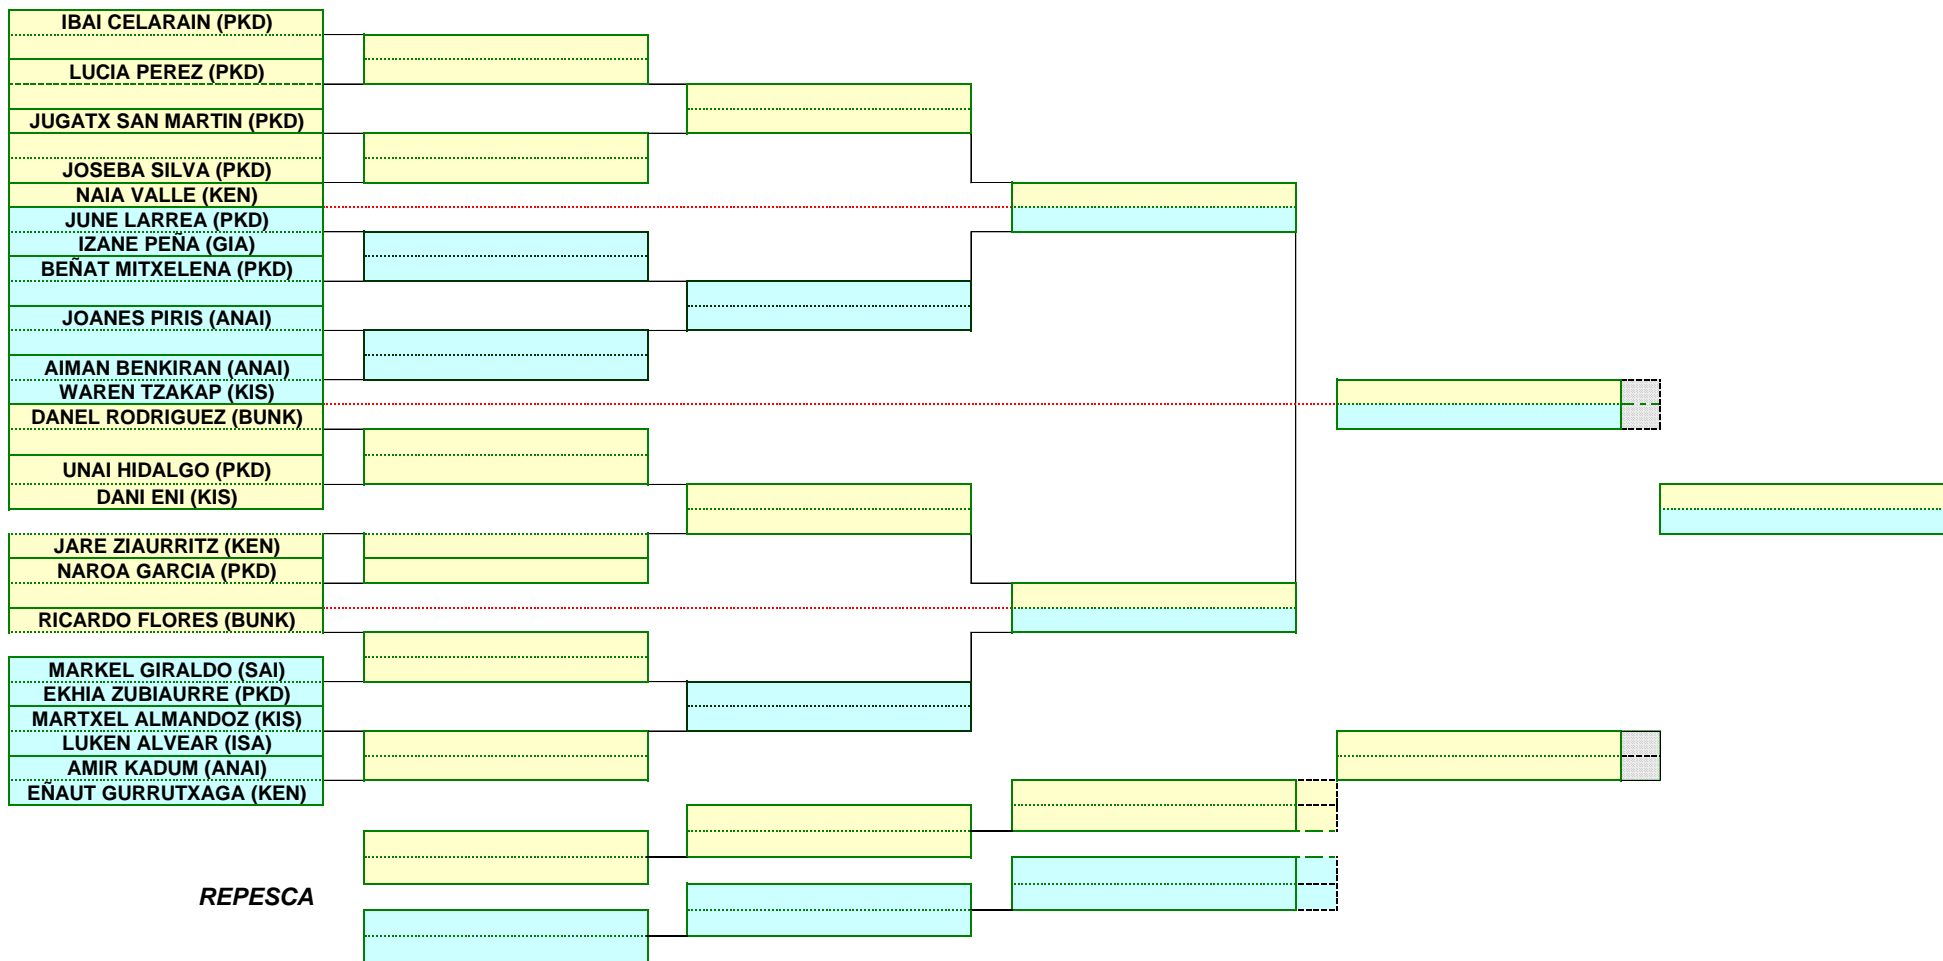 IBAI CELARAIN (PKD)
LUCIA PEREZ (PKD)
JUGATX SAN MARTIN (PKD)
JOSEBA SILVA (PKD)
NAIA VALLE (KEN)
JUNE LARREA (PKD)
IZANE PEÑA (GIA)
BEÑAT MITXELENA (PKD)
JOANES PIRIS (ANAI)
AIMAN BENKIRAN (ANAI)
WAREN TZAKAP (KIS)
DANEL RODRIGUEZ (BUNK)
UNAI HIDALGO (PKD)
DANI ENI (KIS)
JARE ZIAURRITZ (KEN)
NAROA GARCIA (PKD)
RICARDO FLORES (BUNK)
MARKEL GIRALDO (SAI)
EKHIA ZUBIAURRE (PKD)
MARTXEL ALMANDOZ (KIS)
LUKEN ALVEAR (ISA)
AMIR KADUM (ANAI)
EÑAUT GURRUTXAGA (KEN)
REPESCA